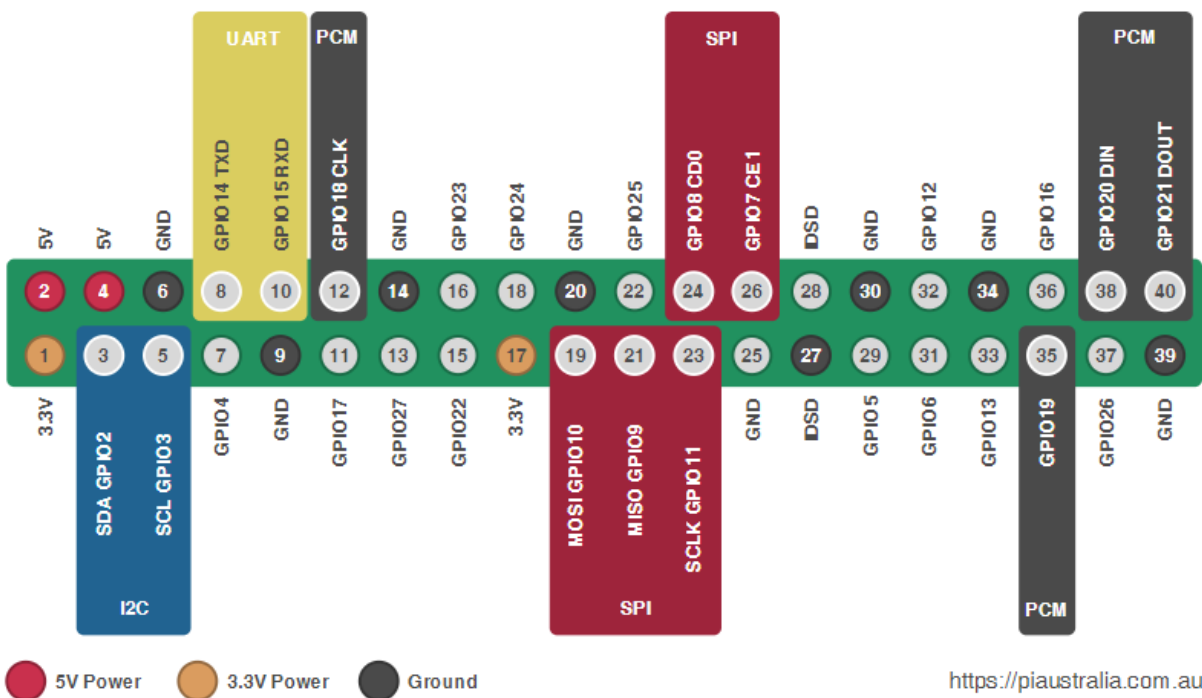 UART
PCM
SPI
PCM
5V
5V
GND
GPIO14 TXD
GPIO15 RXD
GPIO18 CLK
GND
GPIO23
GPIO24
GND
GPIO25
GPIO8 CD0
GPIO7 CE1
IDSD
GND
GPIO12
GND
GPIO16
GPIO20 DIN
GPIO21 DOUT
2 4 6 8 10 12 14 16 18 20 22 24 26 28 30 32 34 36 38 40
1 3 5 7 9 11 13 15 17 19 21 23 25 27 29 31 33 35 37 39
3.3V
SDA GPIO2
SCL GPIO3
GPIO4
GND
GPIO17
GPIO27
GPIO22
3.3V
MOSI GPIO10
MISO GPIO9
SCLK GPIO11
GND
IDSD
GPIO5
GPIO6
GPIO13
GPIO19
GPIO26
GND
I2C
SPI
PCM
5V Power
3.3V Power
Ground
https://piaustralia.com.au